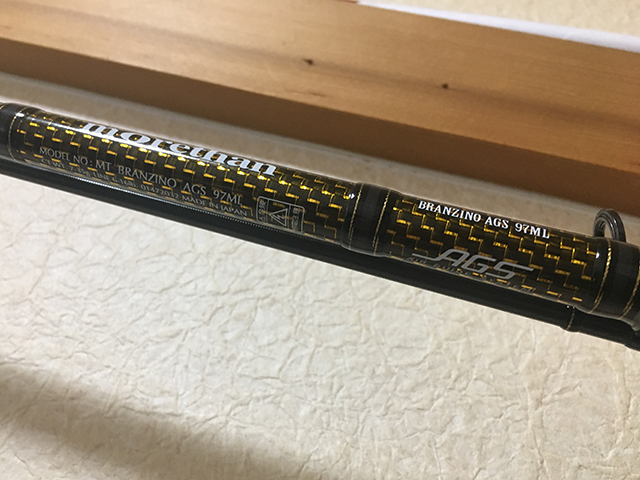 morethan
MODEL NO.: MT BRANZINO AGS 97ML
MADE IN JAPAN
BRANZINO AGS 97ML
AGS